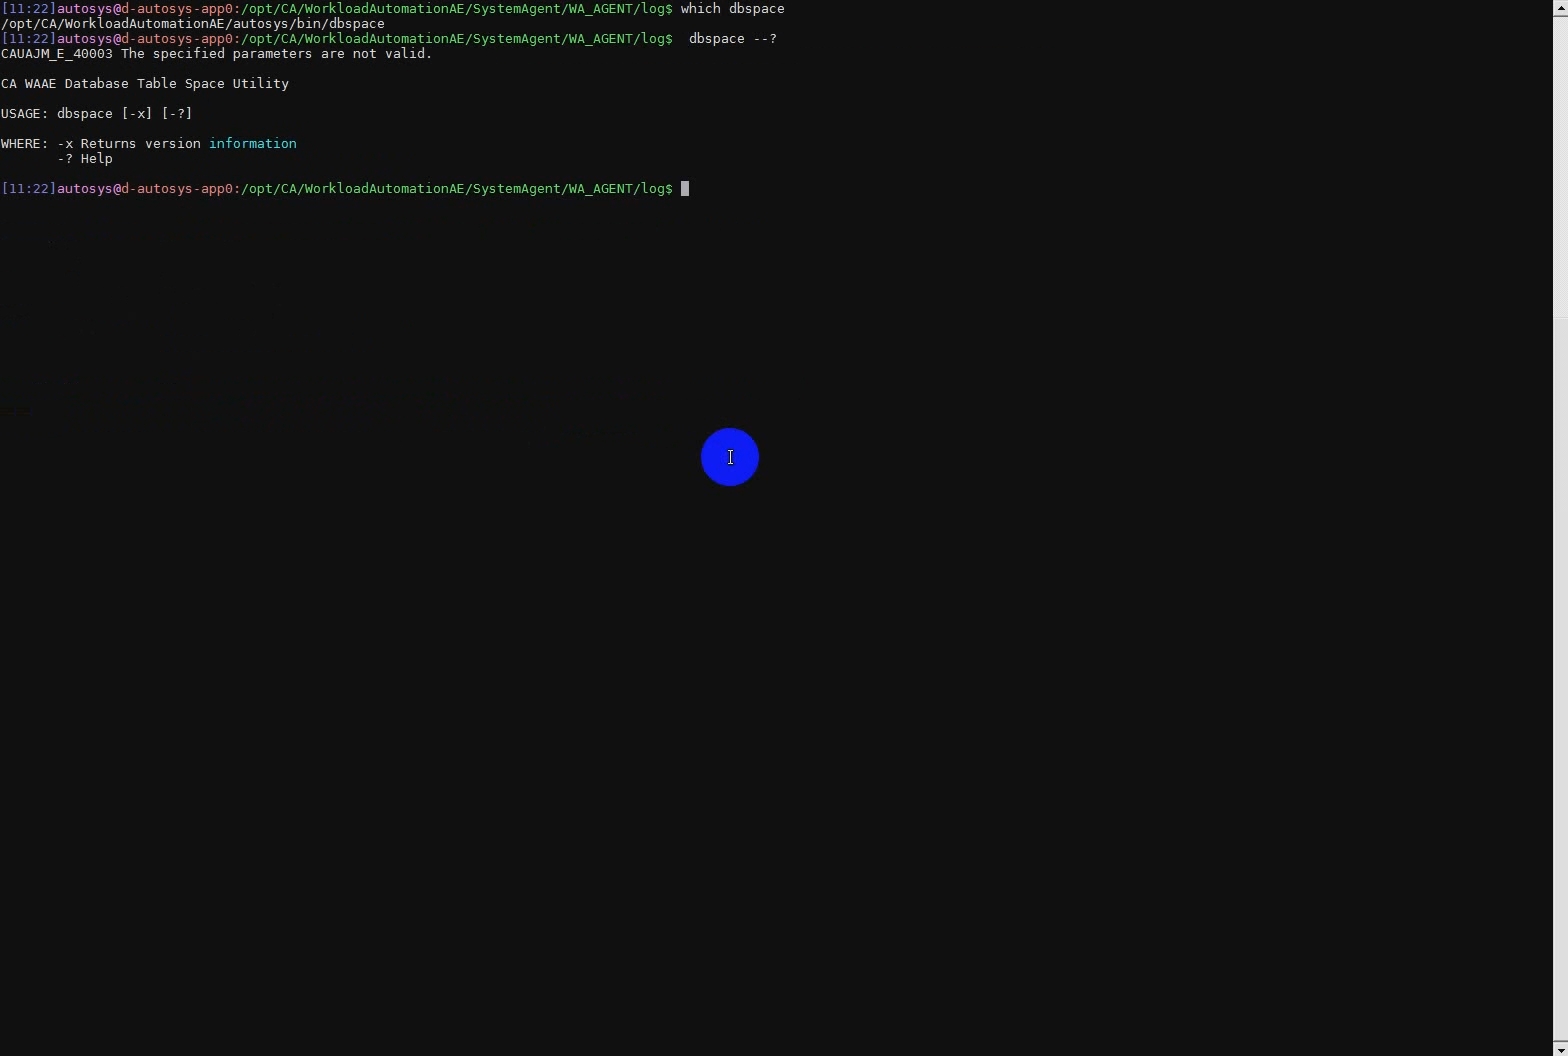 [11:22]autosys@d-autosys-app0:/opt/CA/WorkloadAutomationAE/SystemAgent/WA_AGENT/log$ which dbspace
/opt/CA/WorkloadAutomationAE/autosys/bin/dbspace
[11:22]autosys@d-autosys-app0:/opt/CA/WorkloadAutomationAE/SystemAgent/WA_AGENT/log$  dbspace --?
CAUAJM_E_40003 The specified parameters are not valid.
CA WAAE Database Table Space Utility
USAGE: dbspace [-x] [-?]
WHERE: -x Returns version information
-? Help
[11:22]autosys@d-autosys-app0:/opt/CA/WorkloadAutomationAE/SystemAgent/WA_AGENT/log$